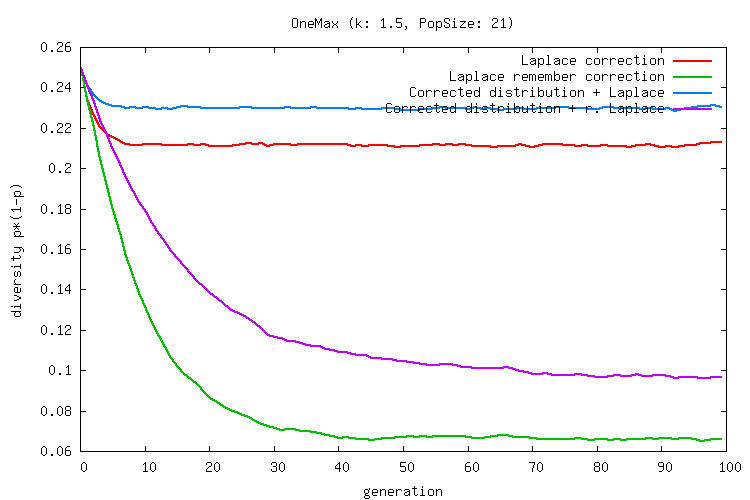 OneMax (k: 1.5, PopSize: 21)
0.26
Laplace correction
Laplace remember correction
0.24
Corrected distribution + Laplace
Corrected distribution + r. Laplace
0.22
0.2
0.18
0.16
diversity p*(1-p)
0.14
0.12
0.1
0.08
0.06
0 10 20 30 40 50 60 70 80 90 100
generation